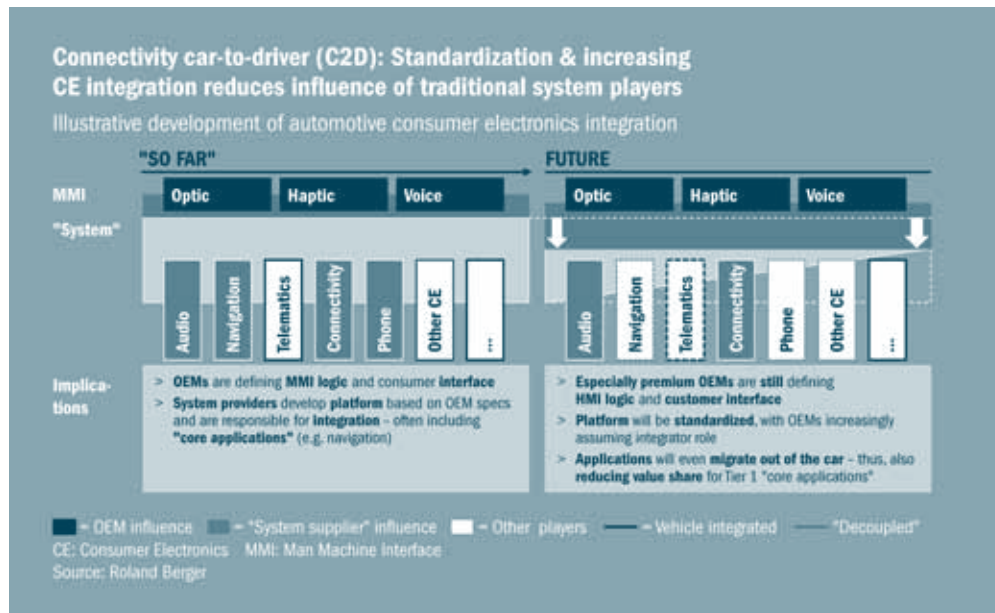 Connectivity car-to-driver (C2D): Standardization & increasing
CE integration reduces influence of traditional system players
Illustrative development of automotive consumer electronics integration
"SO FAR"
FUTURE
MMI
Optic
Haptic
Voice
Optic
Haptic
Voice
"System"
Audio
Navigation
Telematics
Connectivity
Phone
Other CE
...
Audio
Navigation
Telematics
Connectivity
Phone
Other CE
...
Implica-
tions
> OEMs are defining MMI logic and consumer interface
> System providers develop platform based on OEM specs
and are responsible for integration – often including
"core applications" (e.g. navigation)
> Especially premium OEMs are still defining
HMI logic and customer interface
> Platform will be standardized, with OEMs increasingly
assuming integrator role
> Applications will even migrate out of the car – thus, also
reducing value share for Tier 1 "core applications"
= OEM influence
= "System supplier" influence
= Other players
= Vehicle integrated
"Decoupled"
CE: Consumer Electronics MMI: Man Machine Interface
Source: Roland Berger